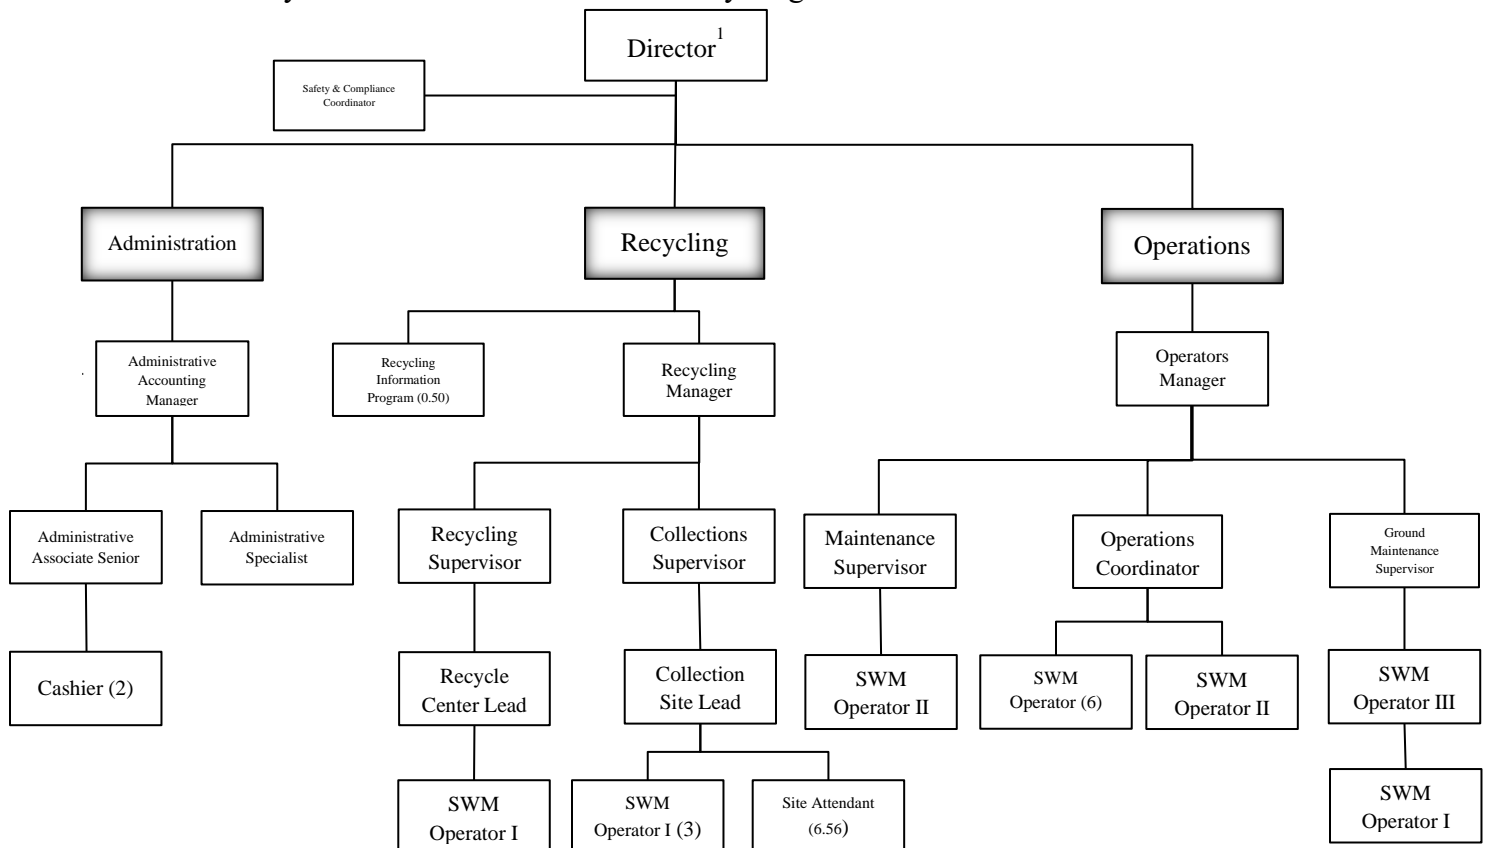 Director1
Safety & Compliance
Coordinator
Administration
Recycling
Operations
Administrative
Accounting
Manager
Recycling
Information
Program (0.50)
Recycling
Manager
Operators
Manager
Administrative
Associate Senior
Administrative
Specialist
Recycling
Supervisor
Collections
Supervisor
Maintenance
Supervisor
Operations
Coordinator
Ground
Maintenance
Supervisor
Cashier (2)
Recycle
Center Lead
Collection
Site Lead
SWM
Operator II
SWM
Operator (6)
SWM
Operator II
SWM
Operator III
SWM
Operator I
SWM
Operator I (3)
Site Attendant
(6.56)
SWM
Operator I